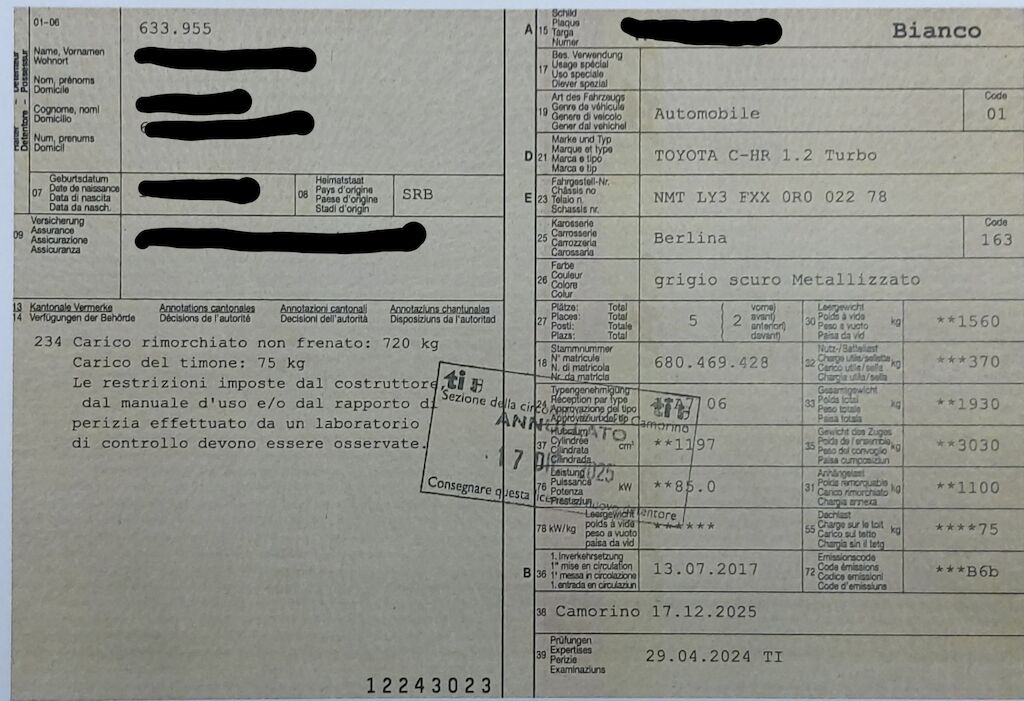 01-06
633.955
Halter – Détenteur
Detentore – Possessur
Name, Vornamen
Wohnort
Nom, prénoms
Domicile
Cognome, nomi
Domicilio
Num, prenums
Domicil
07
Geburtsdatum
Date de naissance
Data di nascita
Data da nasch.
08
Heimatstaat
Pays d'origine
Paese d'origine
Stadi d'origin
SRB
09
Versicherung
Assurance
Assicurazione
Assicuranza
13 Kantonale Vermerke Annotations cantonales Annotazioni cantonali Annotaziuns chantunalas
14 Verfügungen der Behörde Décisions de l'autorité Decisioni dell'autorità Disposiziuns da l'autoritad
234 Carico rimorchiato non frenato: 720 kg
Carico del timone: 75 kg
Le restrizioni imposte dal costruttore,
dal manuale d'uso e/o dal rapporto di
perizia effettuato da un laboratorio
di controllo devono essere osservate.
ti
Sezione della circo Camorino
ti
ANNULLATO
17 DIC 2025
Consegnare questa lice nuovo detentore
12243023
A 15
Schild
Plaque
Targa
Numer
Bianco
17
Bes. Verwendung
Usage spécial
Uso speciale
Diever spezial
19
Art des Fahrzeugs
Genre de véhicule
Genere di veicolo
Gener dal vehichel
Automobile
Code
01
D 21
Marke und Typ
Marque et type
Marca e tipo
Marca e tip
TOYOTA C-HR 1.2 Turbo
E 23
Fahrgestell-Nr.
Châssis no
Telaio n.
Schassis nr.
NMT LY3 FXX 0R0 022 78
25
Karosserie
Carrosserie
Carrozzeria
Carossaria
Berlina
Code
163
26
Farbe
Couleur
Colore
Colur
grigio scuro Metallizzato
27
Plätze: Total
Places: Total
Posti: Totale
Plazs: Total
5
2
vorne)
avant)
anteriori)
davant)
30
Leergewicht
Poids à vide
Peso a vuoto
Paisa da vid
kg
**1560
18
Stammnummer
N° matricule
N. di matricola
Nr. da matricla
680.469.428
32
Nutz-/Sattellast
Charge utile/sellette
Carico utile/sella
Chargia utila/sella
kg
***370
24
Typengenehmigung
Réception par type
Approvazione del tipo
Approvaziun dal tip
06
33
Gesamtgewicht
Poids total
Peso totale
Paisa totala
kg
**1930
37
Hubraum
Cylindrée
Cilindrata
Cilindrada
cm³
**1197
35
Gewicht des Zuges
Poids de l'ensemble
Peso del convoglio
Paisa cumposiziun
kg
**3030
76
Leistung
Puissance
Potenza
Prestaziun
kW
**85.0
31
Anhängelast
Poids remorquable
Carico rimorchiato
Chargia annexa
kg
**1100
78 kW/kg
Leergewicht
poids à vide
peso a vuoto
paisa da vid
******
55
Dachlast
Charge sur le toit
Carico sul tetto
Chargia sin il tetg
kg
****75
B 36
1. Inverkehrsetzung
1re mise en circulation
1a messa in circolazione
1. entrada en circulaziun
13.07.2017
72
Emissionscode
Code émissions
Codice emissioni
Code d'emissiuns
***B6b
38 Camorino 17.12.2025
39
Prüfungen
Expertises
Perizie
Examinaziuns
29.04.2024 TI